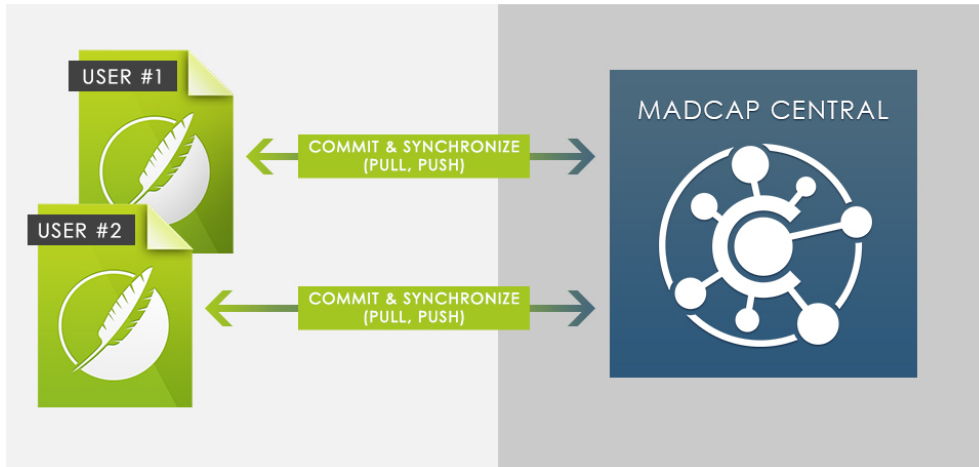 USER #1
COMMIT & SYNCHRONIZE
(PULL, PUSH)
MADCAP CENTRAL
USER #2
COMMIT & SYNCHRONIZE
(PULL, PUSH)